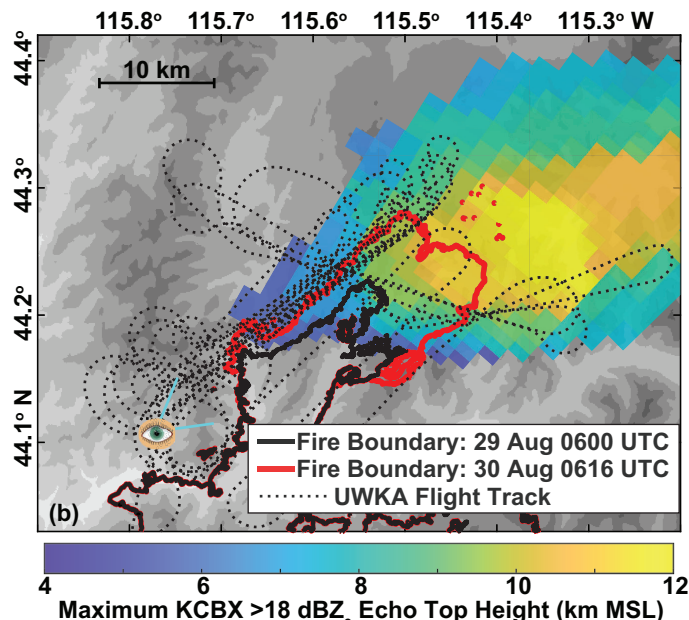 115.8° 115.7° 115.6° 115.5° 115.4° 115.3° W
44.4°
10 km
44.3°
44.2°
44.1° N
Fire Boundary: 29 Aug 0600 UTC
Fire Boundary: 30 Aug 0616 UTC
UWKA Flight Track
(b)
4 6 8 10 12
Maximum KCBX >18 dBZe Echo Top Height (km MSL)